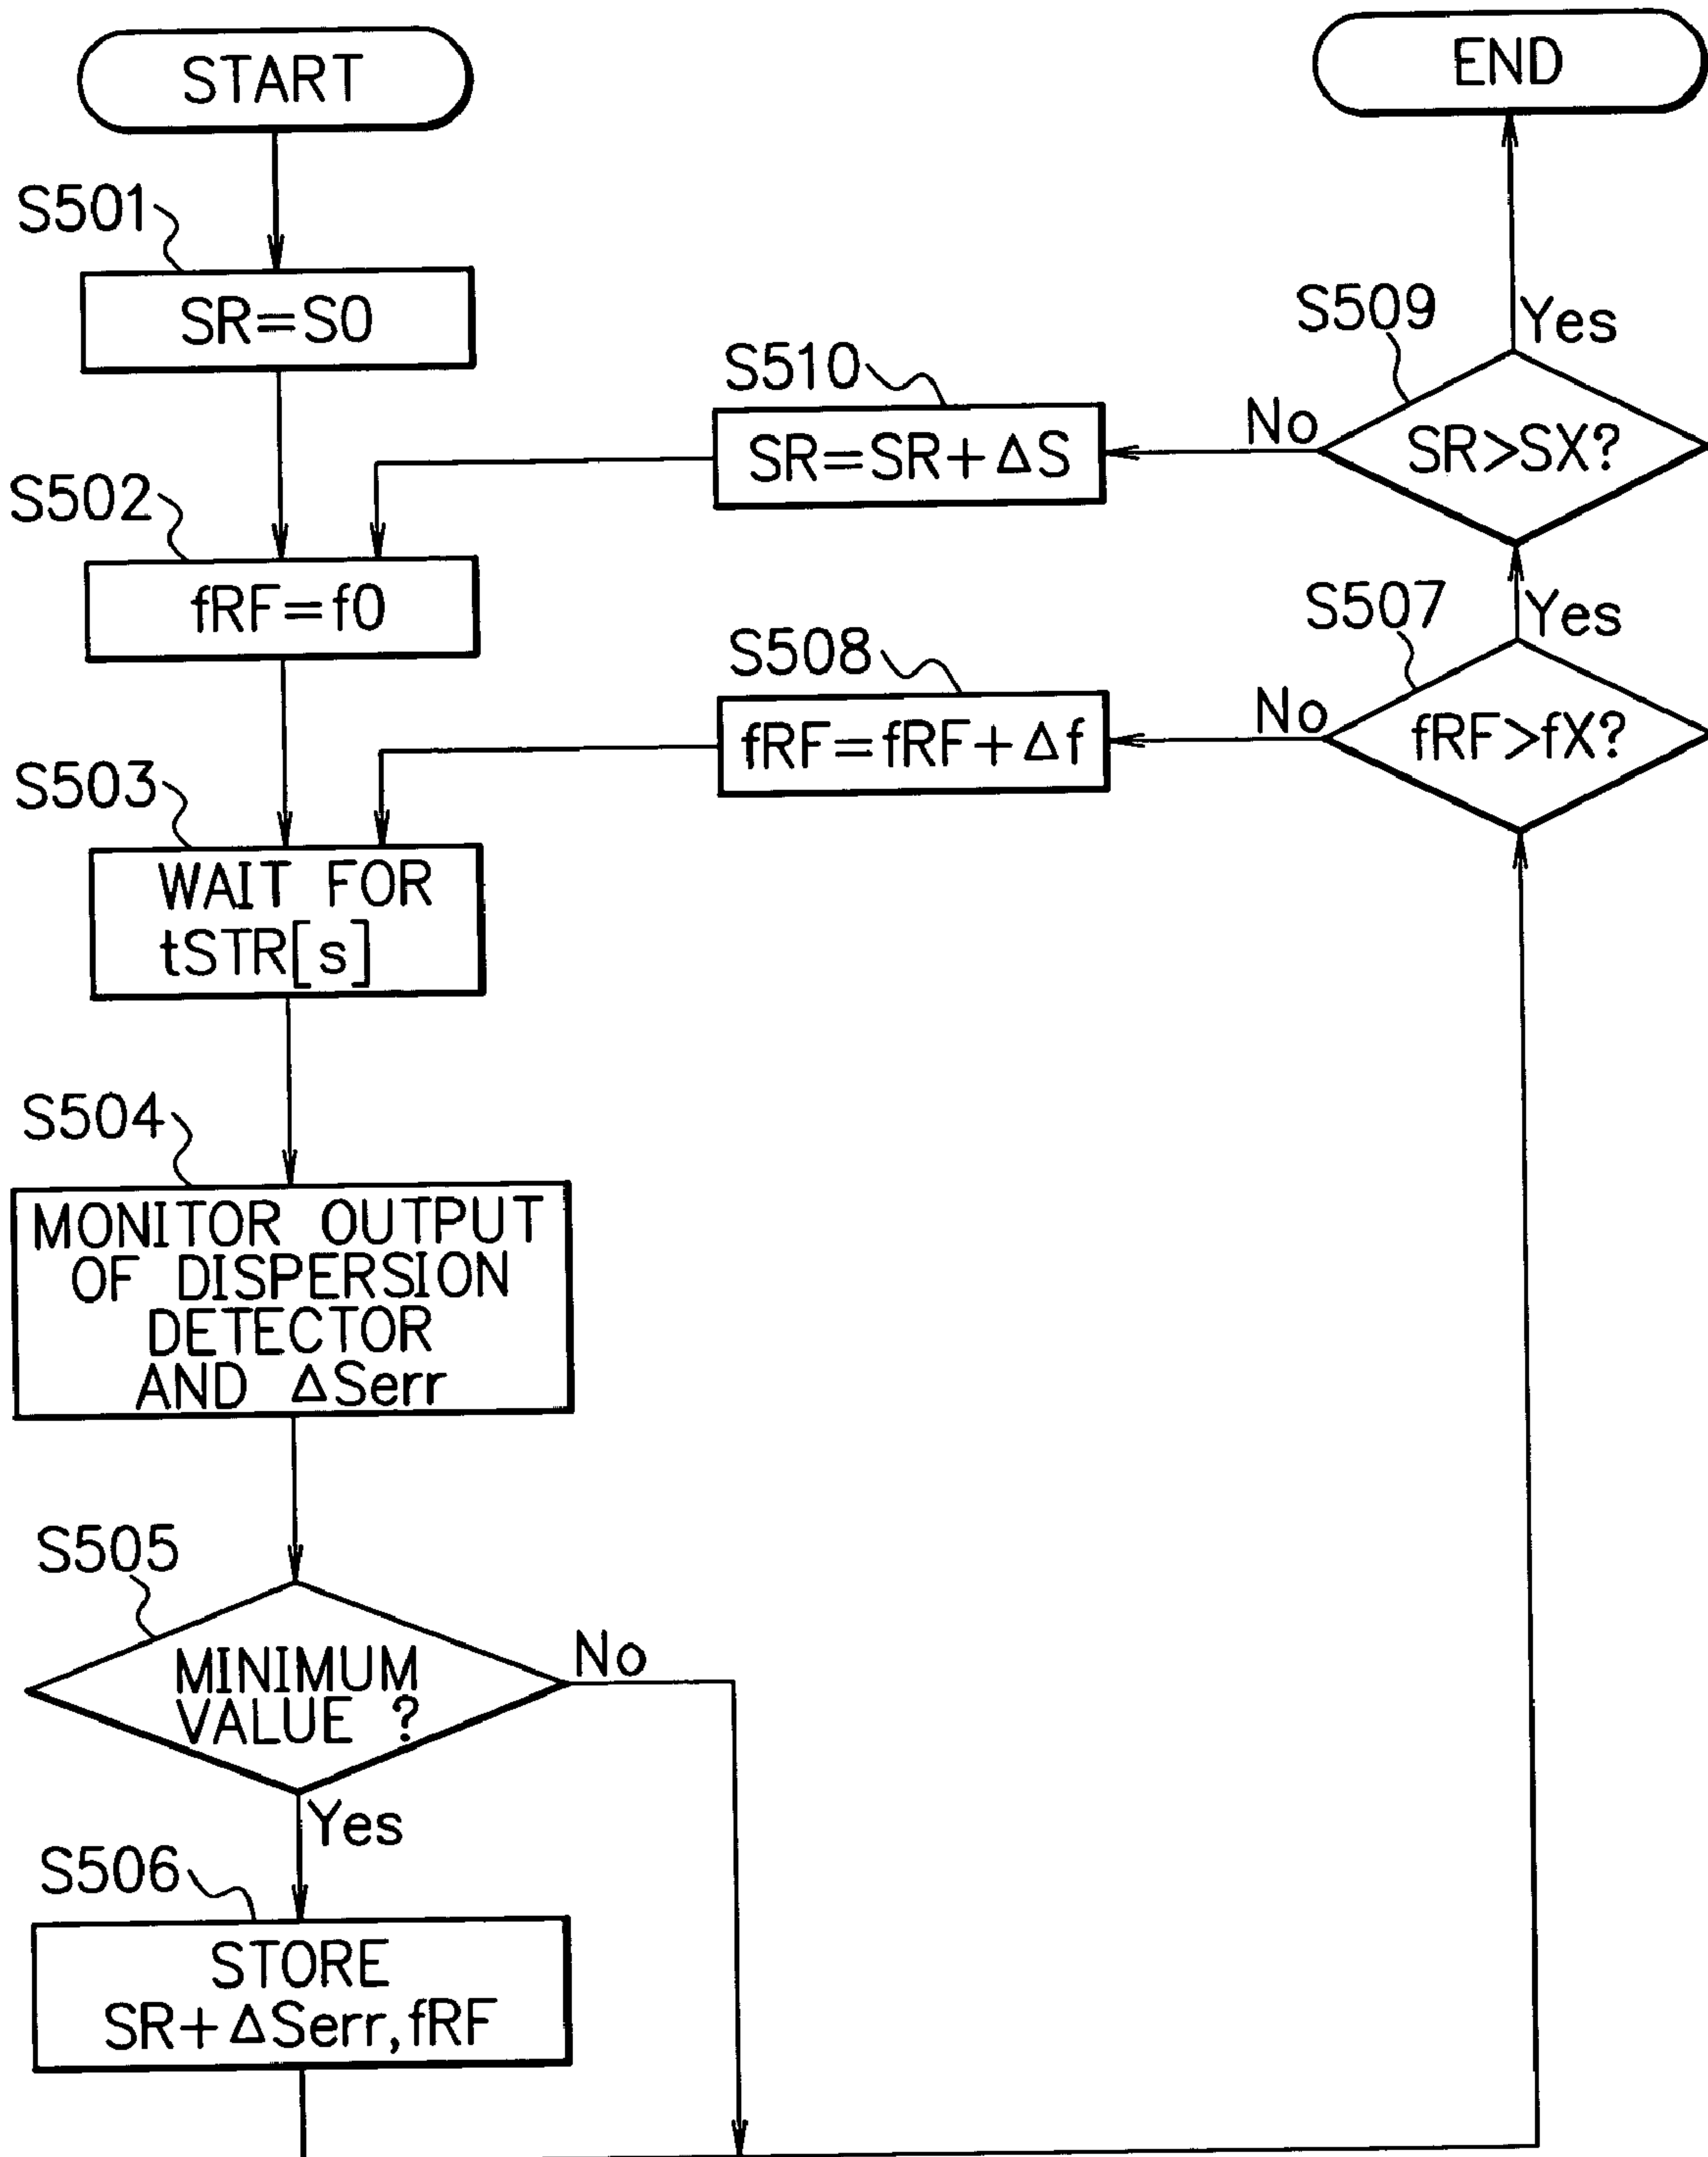 START
S501
SR=S0
S502
fRF=f0
S503
WAIT FOR
tSTR[s]
S504
MONITOR OUTPUT
OF DISPERSION
DETECTOR
AND ΔSerr
S505
MINIMUM
VALUE ?
No
Yes
S506
STORE
SR+ΔSerr,fRF
S507
fRF>fX?
No
Yes
S508
fRF=fRF+Δf
S509
SR>SX?
No
Yes
S510
SR=SR+ΔS
END